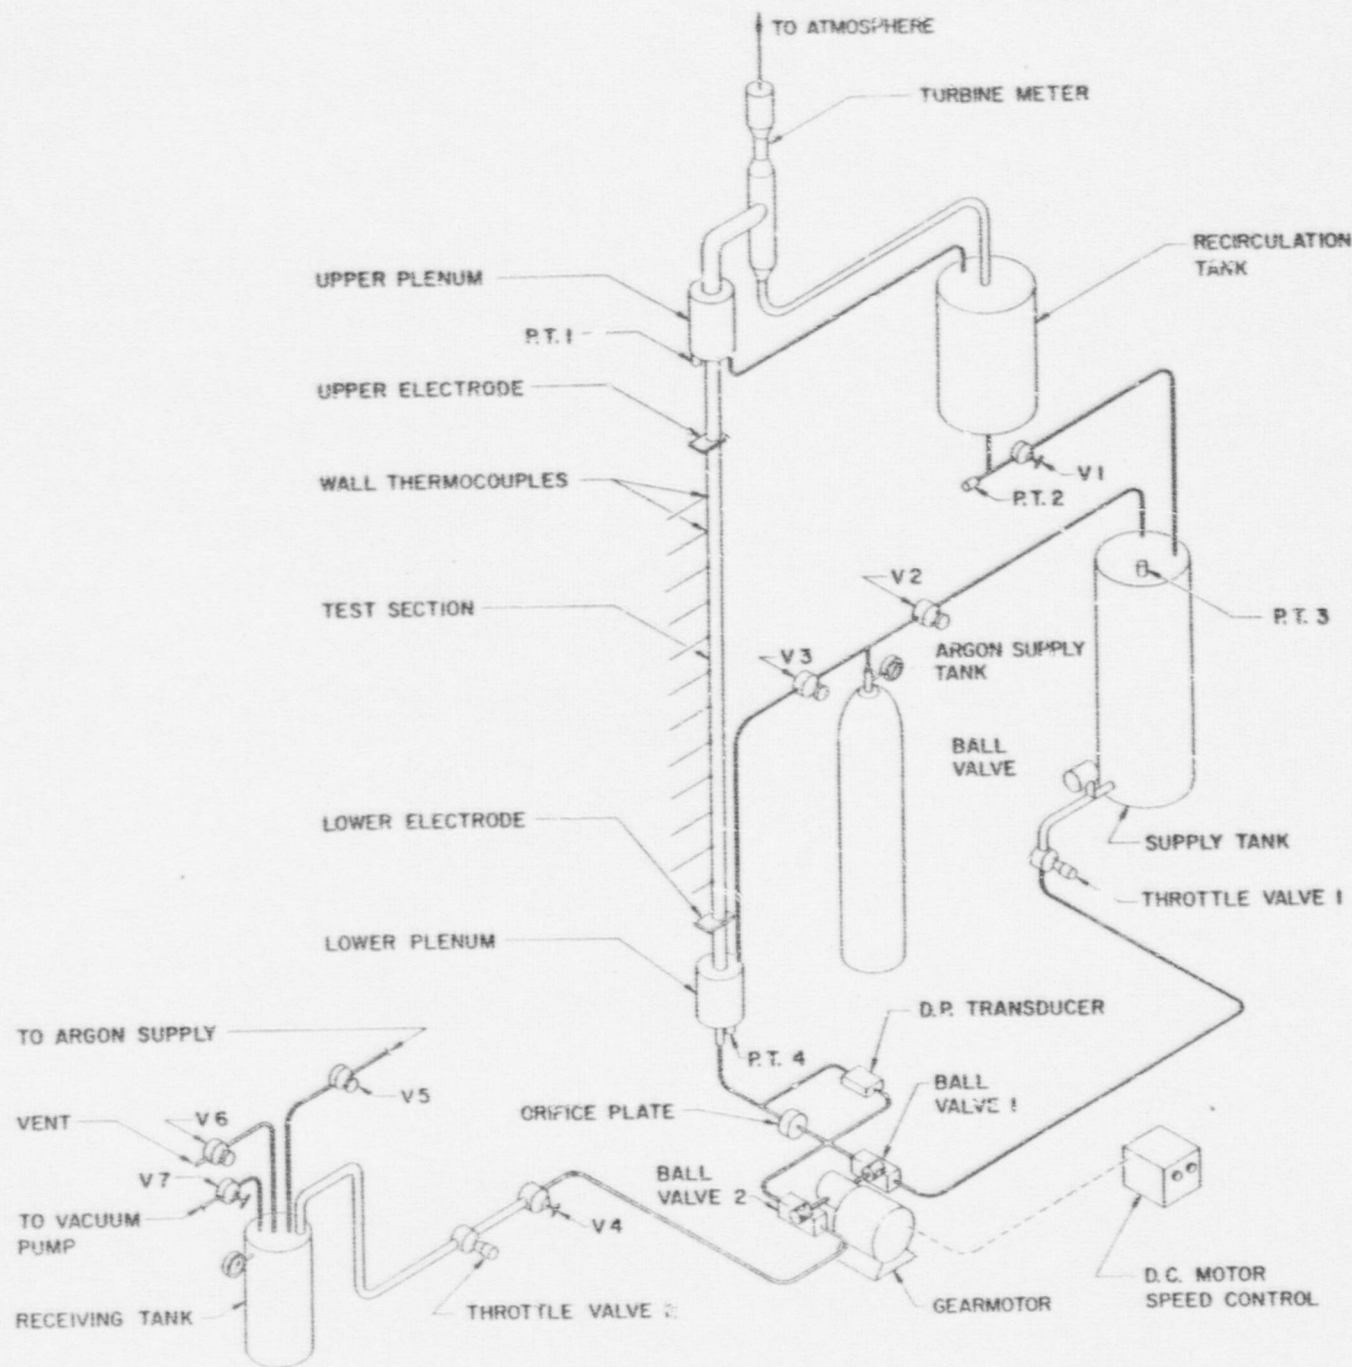 TO ATMOSPHERE
TURBINE METER
RECIRCULATION
TANK
UPPER PLENUM
P.T. 1
UPPER ELECTRODE
V1
P.T. 2
WALL THERMOCOUPLES
V2
TEST SECTION
P.T. 3
V3
ARGON SUPPLY
TANK
BALL
VALVE
LOWER ELECTRODE
SUPPLY TANK
THROTTLE VALVE 1
LOWER PLENUM
D.P. TRANSDUCER
TO ARGON SUPPLY
P.T. 4
BALL
VALVE 1
V5
ORIFICE PLATE
V6
VENT
BALL
VALVE 2
V7
TO VACUUM
PUMP
V4
D.C. MOTOR
SPEED CONTROL
GEARMOTOR
THROTTLE VALVE 2
RECEIVING TANK